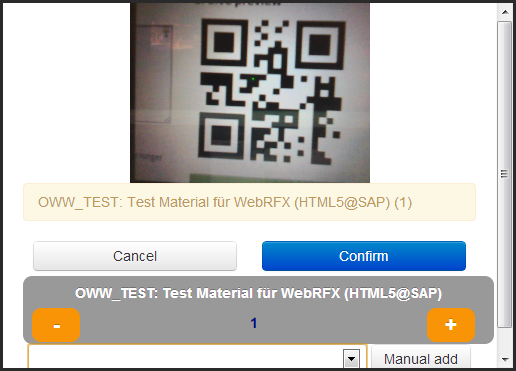 preview
OWW_TEST: Test Material für WebRFX (HTML5@SAP) (1)
Cancel
Confirm
OWW_TEST: Test Material für WebRFX (HTML5@SAP)
-
1
+
Manual add